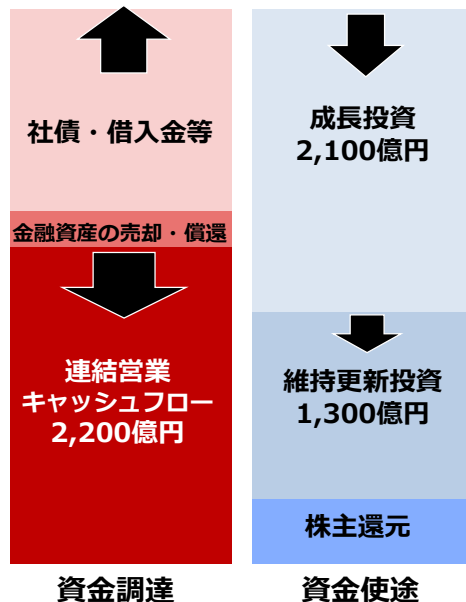 社債・借入金等
金融資産の売却・償還
連結営業
キャッシュフロー
2,200億円
資金調達
成長投資
2,100億円
維持更新投資
1,300億円
株主還元
資金使途